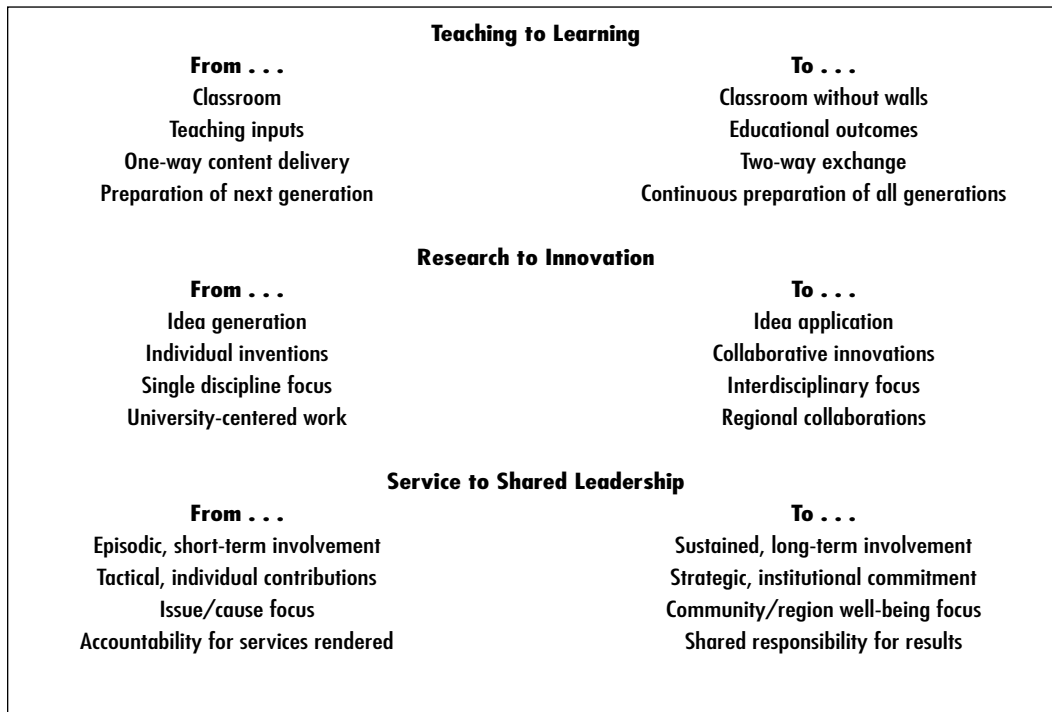 Teaching to Learning
From . . . To . . .
Classroom Classroom without walls
Teaching inputs Educational outcomes
One-way content delivery Two-way exchange
Preparation of next generation Continuous preparation of all generations
Research to Innovation
From . . . To . . .
Idea generation Idea application
Individual inventions Collaborative innovations
Single discipline focus Interdisciplinary focus
University-centered work Regional collaborations
Service to Shared Leadership
From . . . To . . .
Episodic, short-term involvement Sustained, long-term involvement
Tactical, individual contributions Strategic, institutional commitment
Issue/cause focus Community/region well-being focus
Accountability for services rendered Shared responsibility for results